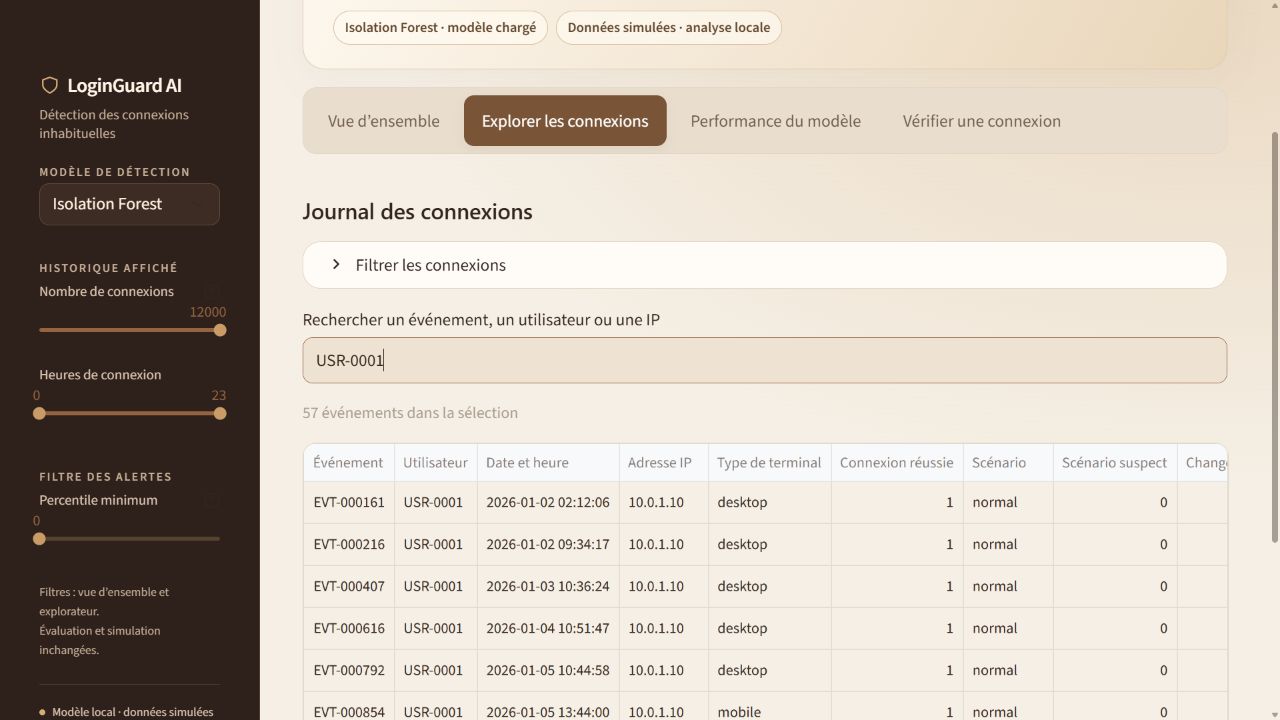 LoginGuard AI
Détection des connexions
inhabituelles
MODÈLE DE DÉTECTION
Isolation Forest
HISTORIQUE AFFICHÉ
Nombre de connexions
12000
Heures de connexion
0 23
FILTRE DES ALERTES
Percentile minimum
0
Filtres : vue d’ensemble et
explorateur.
Évaluation et simulation
inchangées.
Modèle local · données simulées
Isolation Forest · modèle chargé
Données simulées · analyse locale
Vue d’ensemble
Explorer les connexions
Performance du modèle
Vérifier une connexion
Journal des connexions
Filtrer les connexions
Rechercher un événement, un utilisateur ou une IP
USR-0001
57 événements dans la sélection
Événement Utilisateur Date et heure Adresse IP Type de terminal Connexion réussie Scénario Scénario suspect Chang
EVT-000161 USR-0001 2026-01-02 02:12:06 10.0.1.10 desktop 1 normal 0
EVT-000216 USR-0001 2026-01-02 09:34:17 10.0.1.10 desktop 1 normal 0
EVT-000407 USR-0001 2026-01-03 10:36:24 10.0.1.10 desktop 1 normal 0
EVT-000616 USR-0001 2026-01-04 10:51:47 10.0.1.10 desktop 1 normal 0
EVT-000792 USR-0001 2026-01-05 10:44:58 10.0.1.10 desktop 1 normal 0
EVT-000854 USR-0001 2026-01-05 13:44:00 10.0.1.10 mobile 1 normal 0